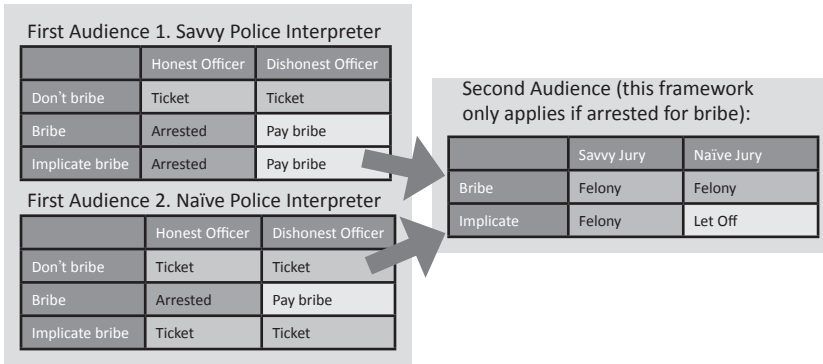 First Audience 1. Savvy Police Interpreter
Honest Officer Dishonest Officer
Don't bribe Ticket Ticket
Bribe Arrested Pay bribe
Implicate bribe Arrested Pay bribe
First Audience 2. Naïve Police Interpreter
Honest Officer Dishonest Officer
Don't bribe Ticket Ticket
Bribe Arrested Pay bribe
Implicate bribe Ticket Ticket
Second Audience (this framework
only applies if arrested for bribe):
Savvy Jury Naïve Jury
Bribe Felony Felony
Implicate Felony Let Off